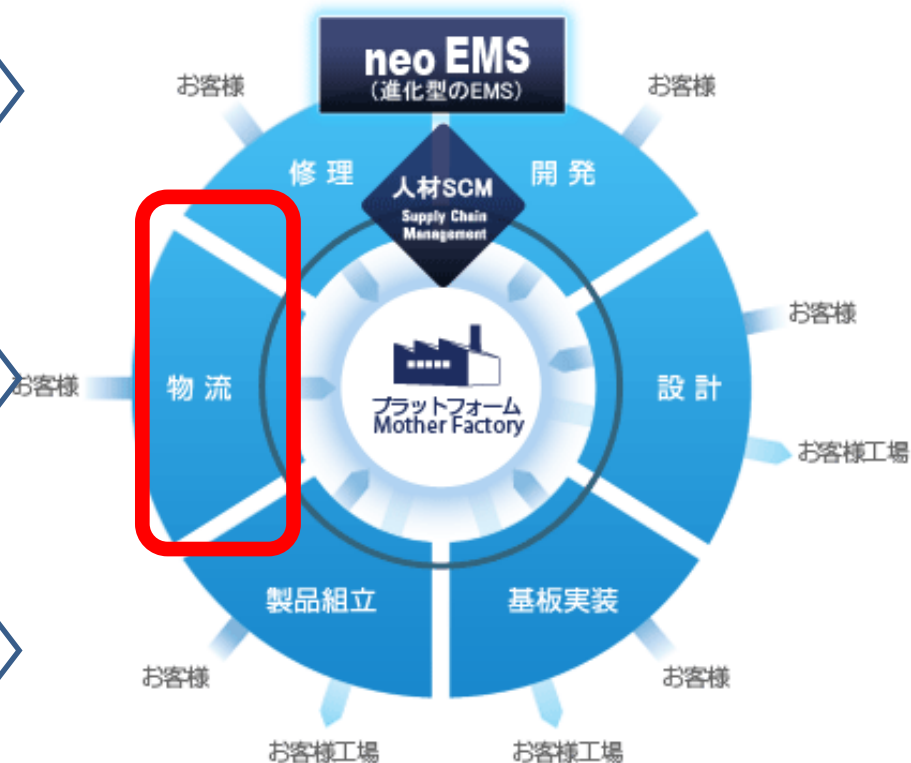 neo EMS
(進化型のEMS)
お客様
お客様
修理
開発
人材SCM
Supply Chain
Management
お客様
お客様
物流
設計
プラットフォーム
Mother Factory
お客様工場
製品組立
基板実装
お客様
お客様
お客様工場
お客様工場